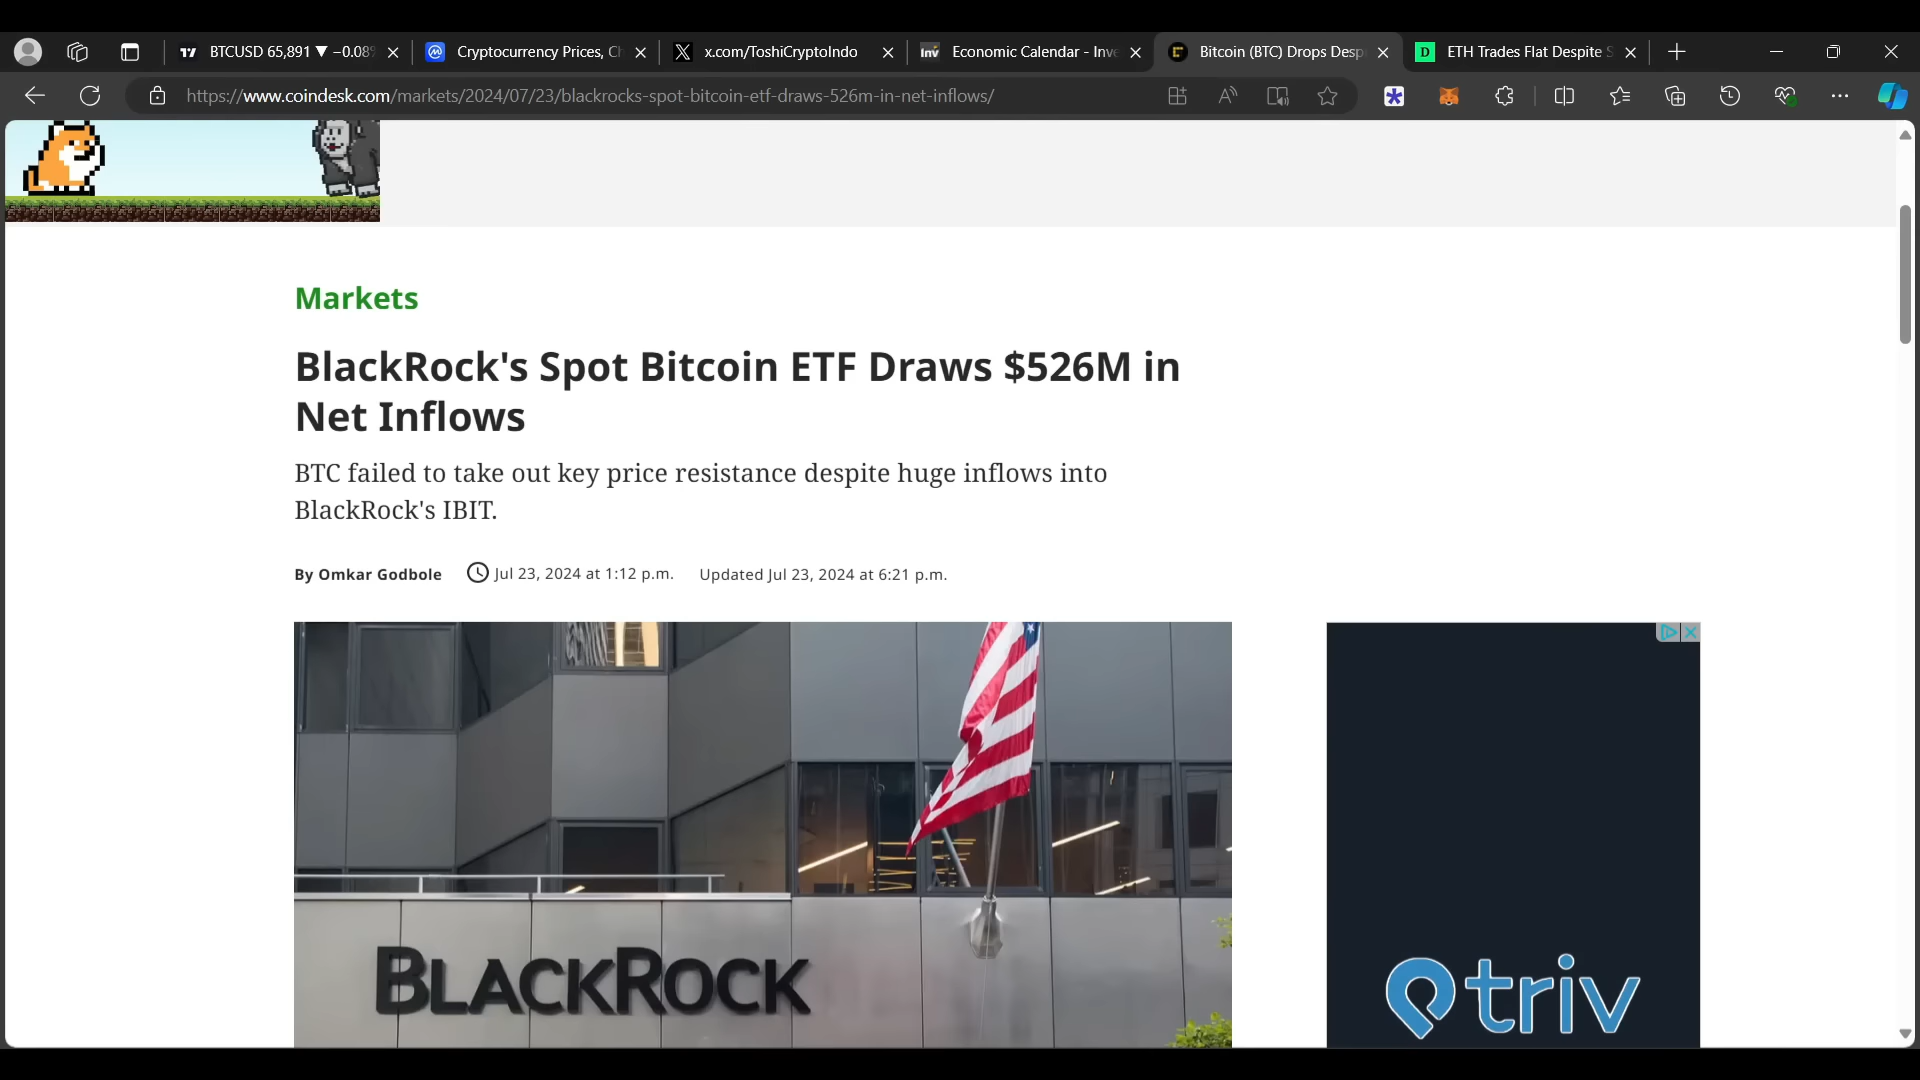 BTCUSD 65,891 ▼ −0.08%
Cryptocurrency Prices, Ch
x.com/ToshiCryptoIndo
Inv
Economic Calendar - Inve
Bitcoin (BTC) Drops Desp
D
ETH Trades Flat Despite S
https://www.coindesk.com/markets/2024/07/23/blackrocks-spot-bitcoin-etf-draws-526m-in-net-inflows/
Markets
BlackRock's Spot Bitcoin ETF Draws $526M in
Net Inflows
BTC failed to take out key price resistance despite huge inflows into
BlackRock's IBIT.
By Omkar Godbole
Jul 23, 2024 at 1:12 p.m.
Updated Jul 23, 2024 at 6:21 p.m.
BLACKROCK
triv